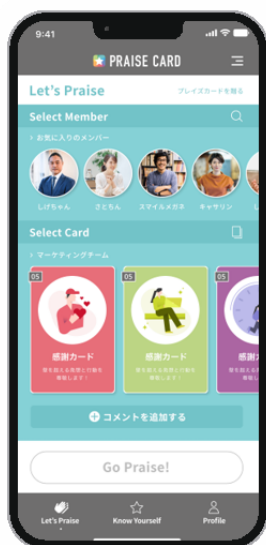 9:41
PRAISE CARD
Let's Praise
プレイズカードを贈る
Select Member
› お気に入りのメンバー
しげちゃん さとちん スマイルメガネ キャサリン
Select Card
› マーケティングチーム
05 05 05
感謝カード 感謝カード 感謝
コメントを追加する
Go Praise!
Let's Praise Know Yourself Profile